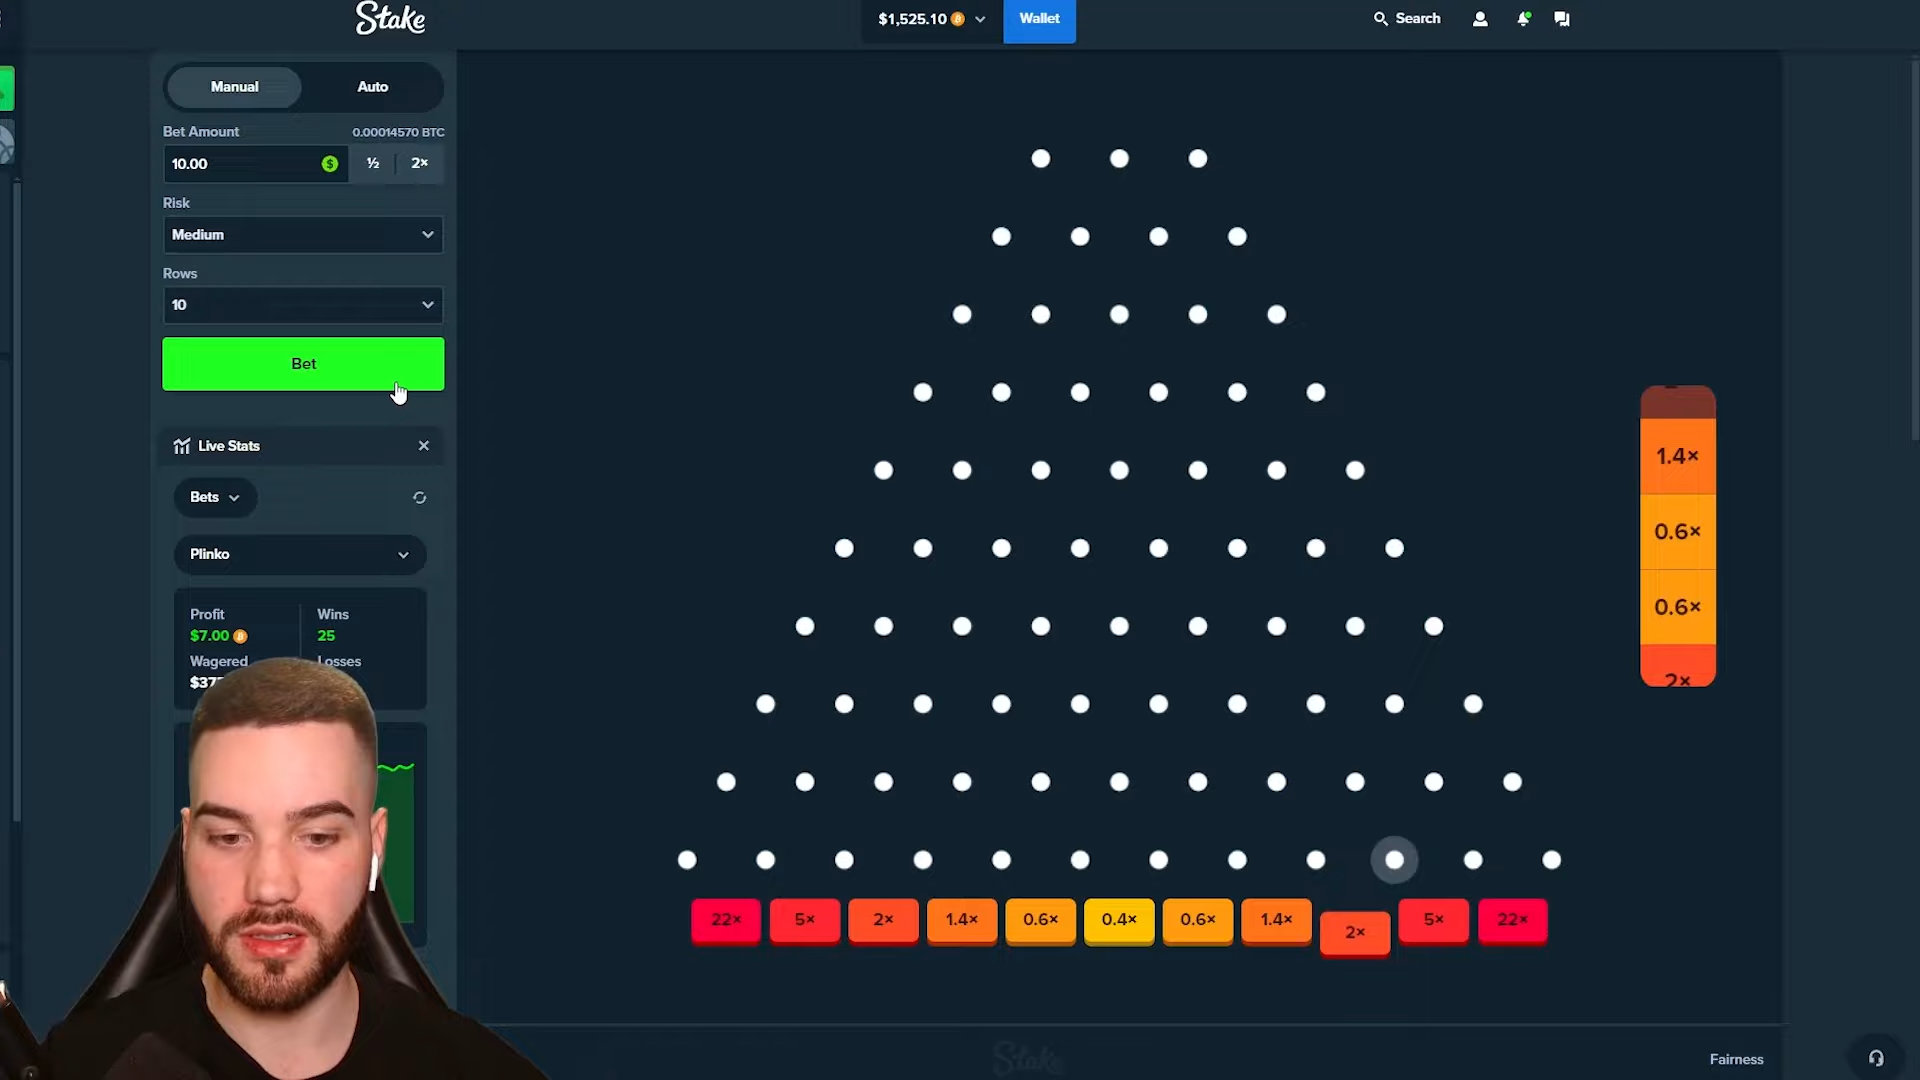 Stake
$1,525.10
Wallet
Search
Manual
Auto
Bet Amount
0.00014570 BTC
10.00
$
½
2×
Risk
Medium
Rows
10
Bet
Live Stats
Bets
Plinko
Profit
Wins
$7.00
25
Wagered
Losses
1.4×
0.6×
0.6×
2×
22×
5×
2×
1.4×
0.6×
0.4×
0.6×
1.4×
2×
5×
22×
Stake
Fairness